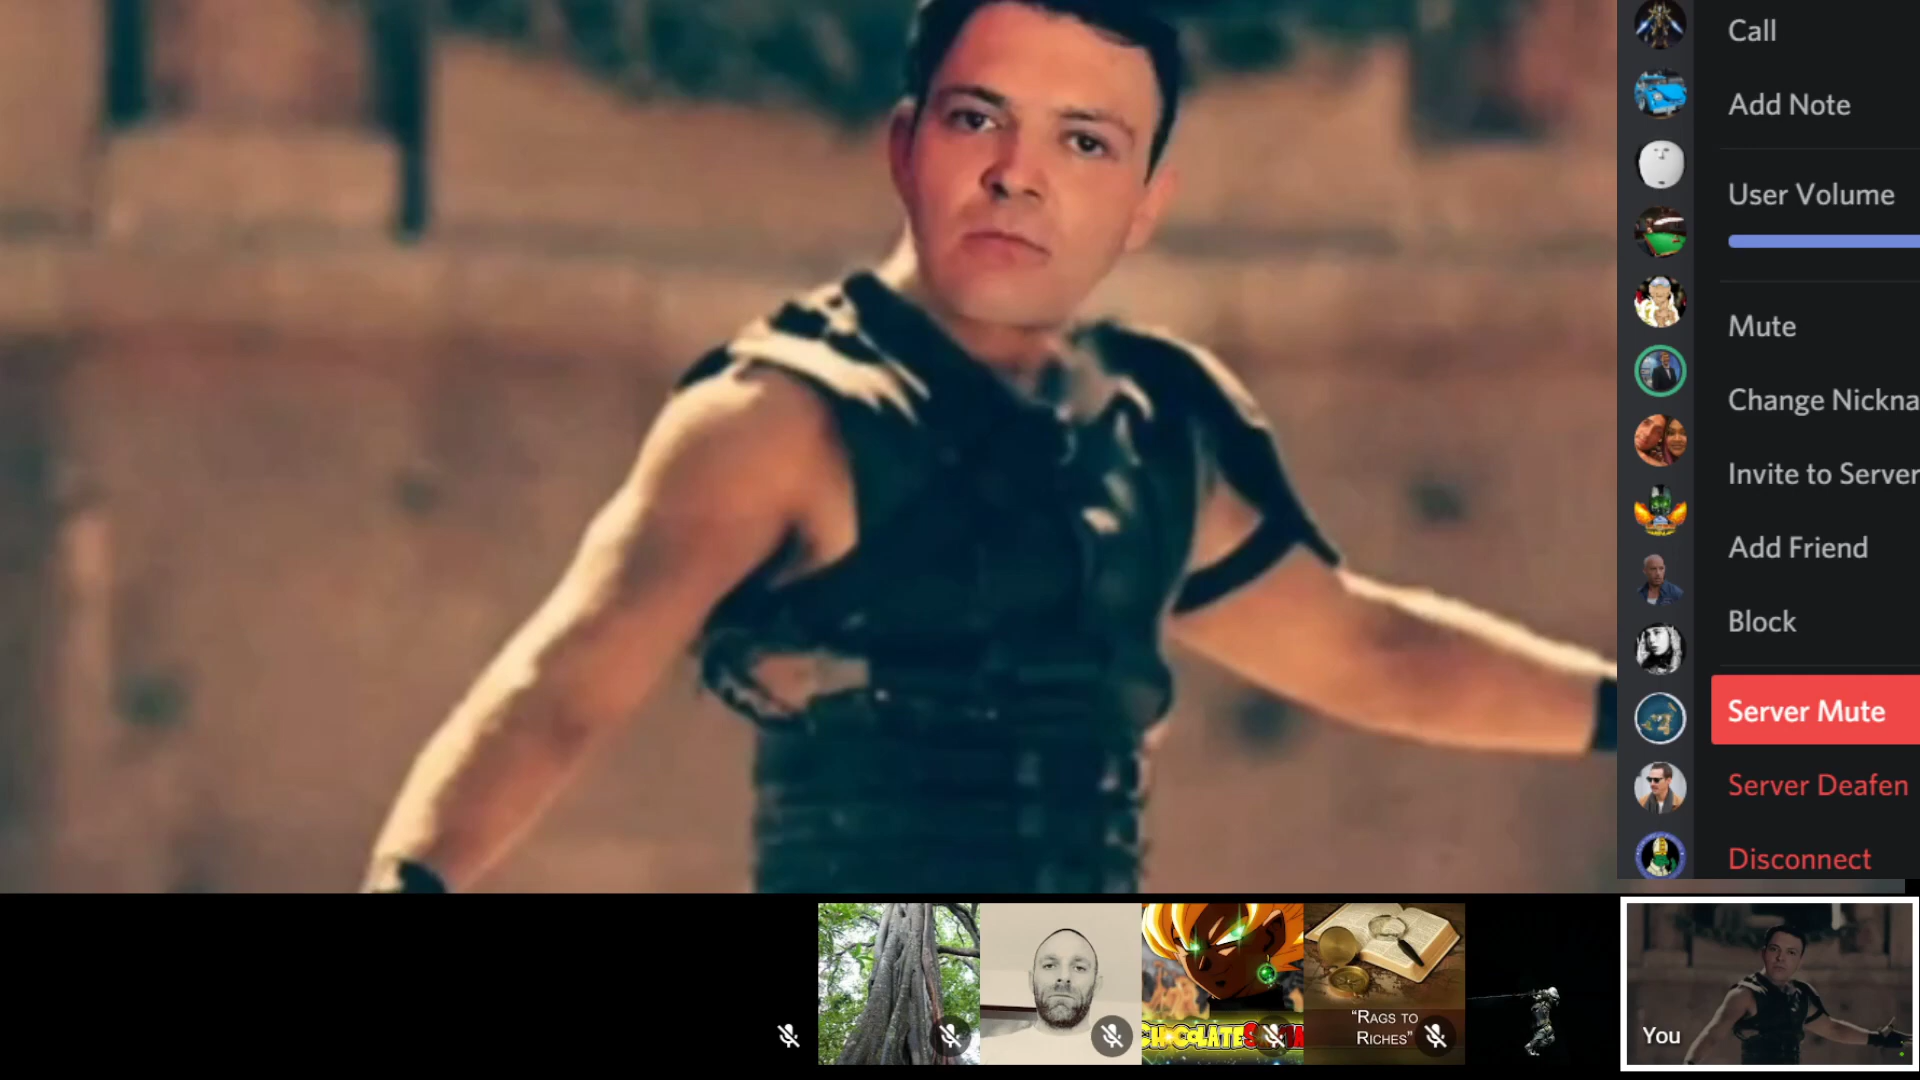 Call
Add Note
User Volume
Mute
Change Nickna
Invite to Server
Add Friend
Block
Server Mute
Server Deafen
Disconnect
"RAGS TO
RICHES"
You